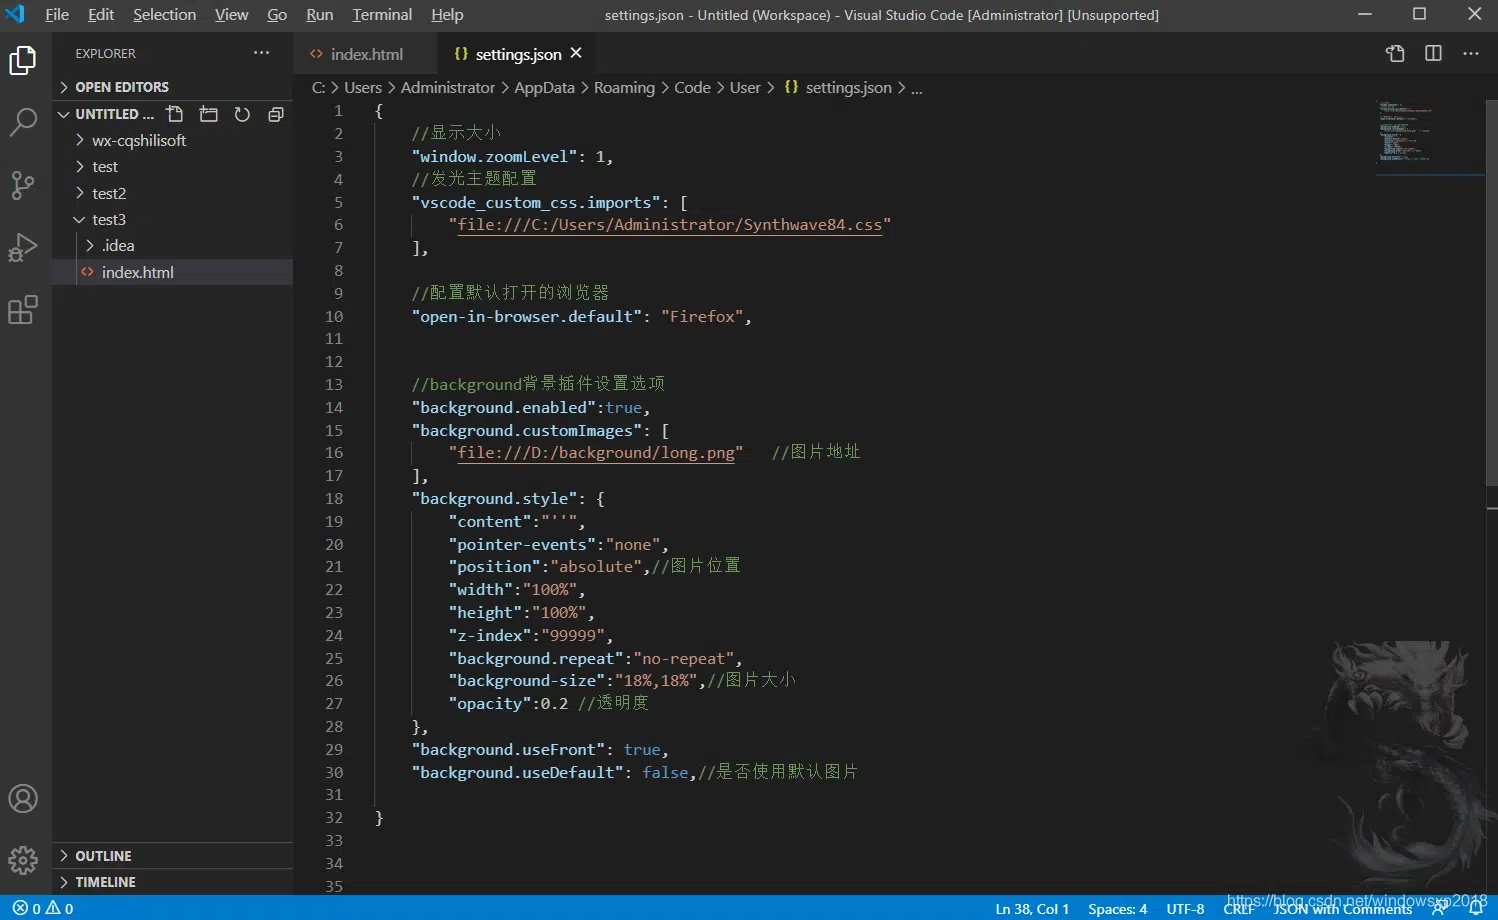 File Edit Selection View Go Run Terminal Help
settings.json - Untitled (Workspace) - Visual Studio Code [Administrator] [Unsupported]
EXPLORER
OPEN EDITORS
UNTITLED ...
wx-cqshilisoft
test
test2
test3
.idea
index.html
OUTLINE
TIMELINE
index.html
settings.json
C: > Users > Administrator > AppData > Roaming > Code > User > {} settings.json > ...
1 {
2 //显示大小
3 "window.zoomLevel": 1,
4 //发光主题配置
5 "vscode_custom_css.imports": [
6 "file:///C:/Users/Administrator/Synthwave84.css"
7 ],
8
9 //配置默认打开的浏览器
10 "open-in-browser.default": "Firefox",
11
12
13 //background背景插件设置选项
14 "background.enabled":true,
15 "background.customImages": [
16 "file:///D:/background/long.png" //图片地址
17 ],
18 "background.style": {
19 "content":"''",
20 "pointer-events":"none",
21 "position":"absolute",//图片位置
22 "width":"100%",
23 "height":"100%",
24 "z-index":"99999",
25 "background.repeat":"no-repeat",
26 "background-size":"18%,18%",//图片大小
27 "opacity":0.2 //透明度
28 },
29 "background.useFront": true,
30 "background.useDefault": false,//是否使用默认图片
31
32 }
33
34
35
https://blog.csdn.net/windowsxp2018
0 0
Ln 38, Col 1 Spaces: 4 UTF-8 CRLF JSON with Comments